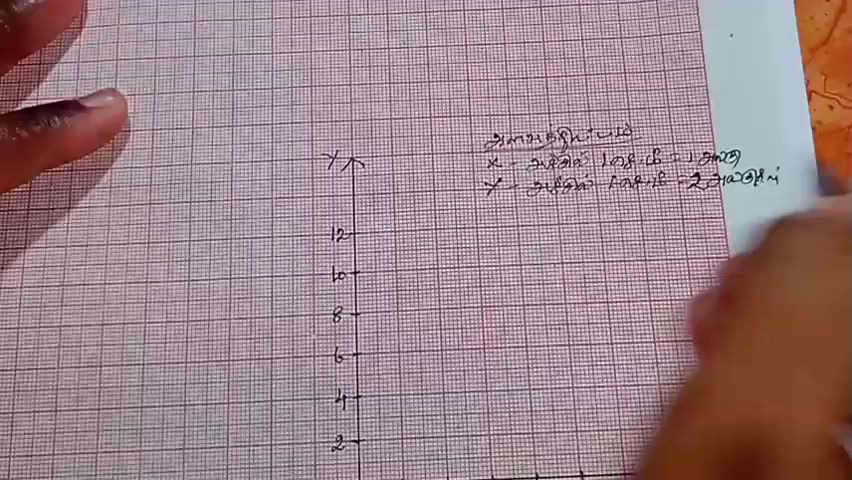 அளவுத்திட்டம்
X - அச்சில் 1 செ.மீ = 1 அலகு
Y - அச்சில் 1 செ.மீ = 2 அலகுகள்
Y
12
10
8
6
4
2